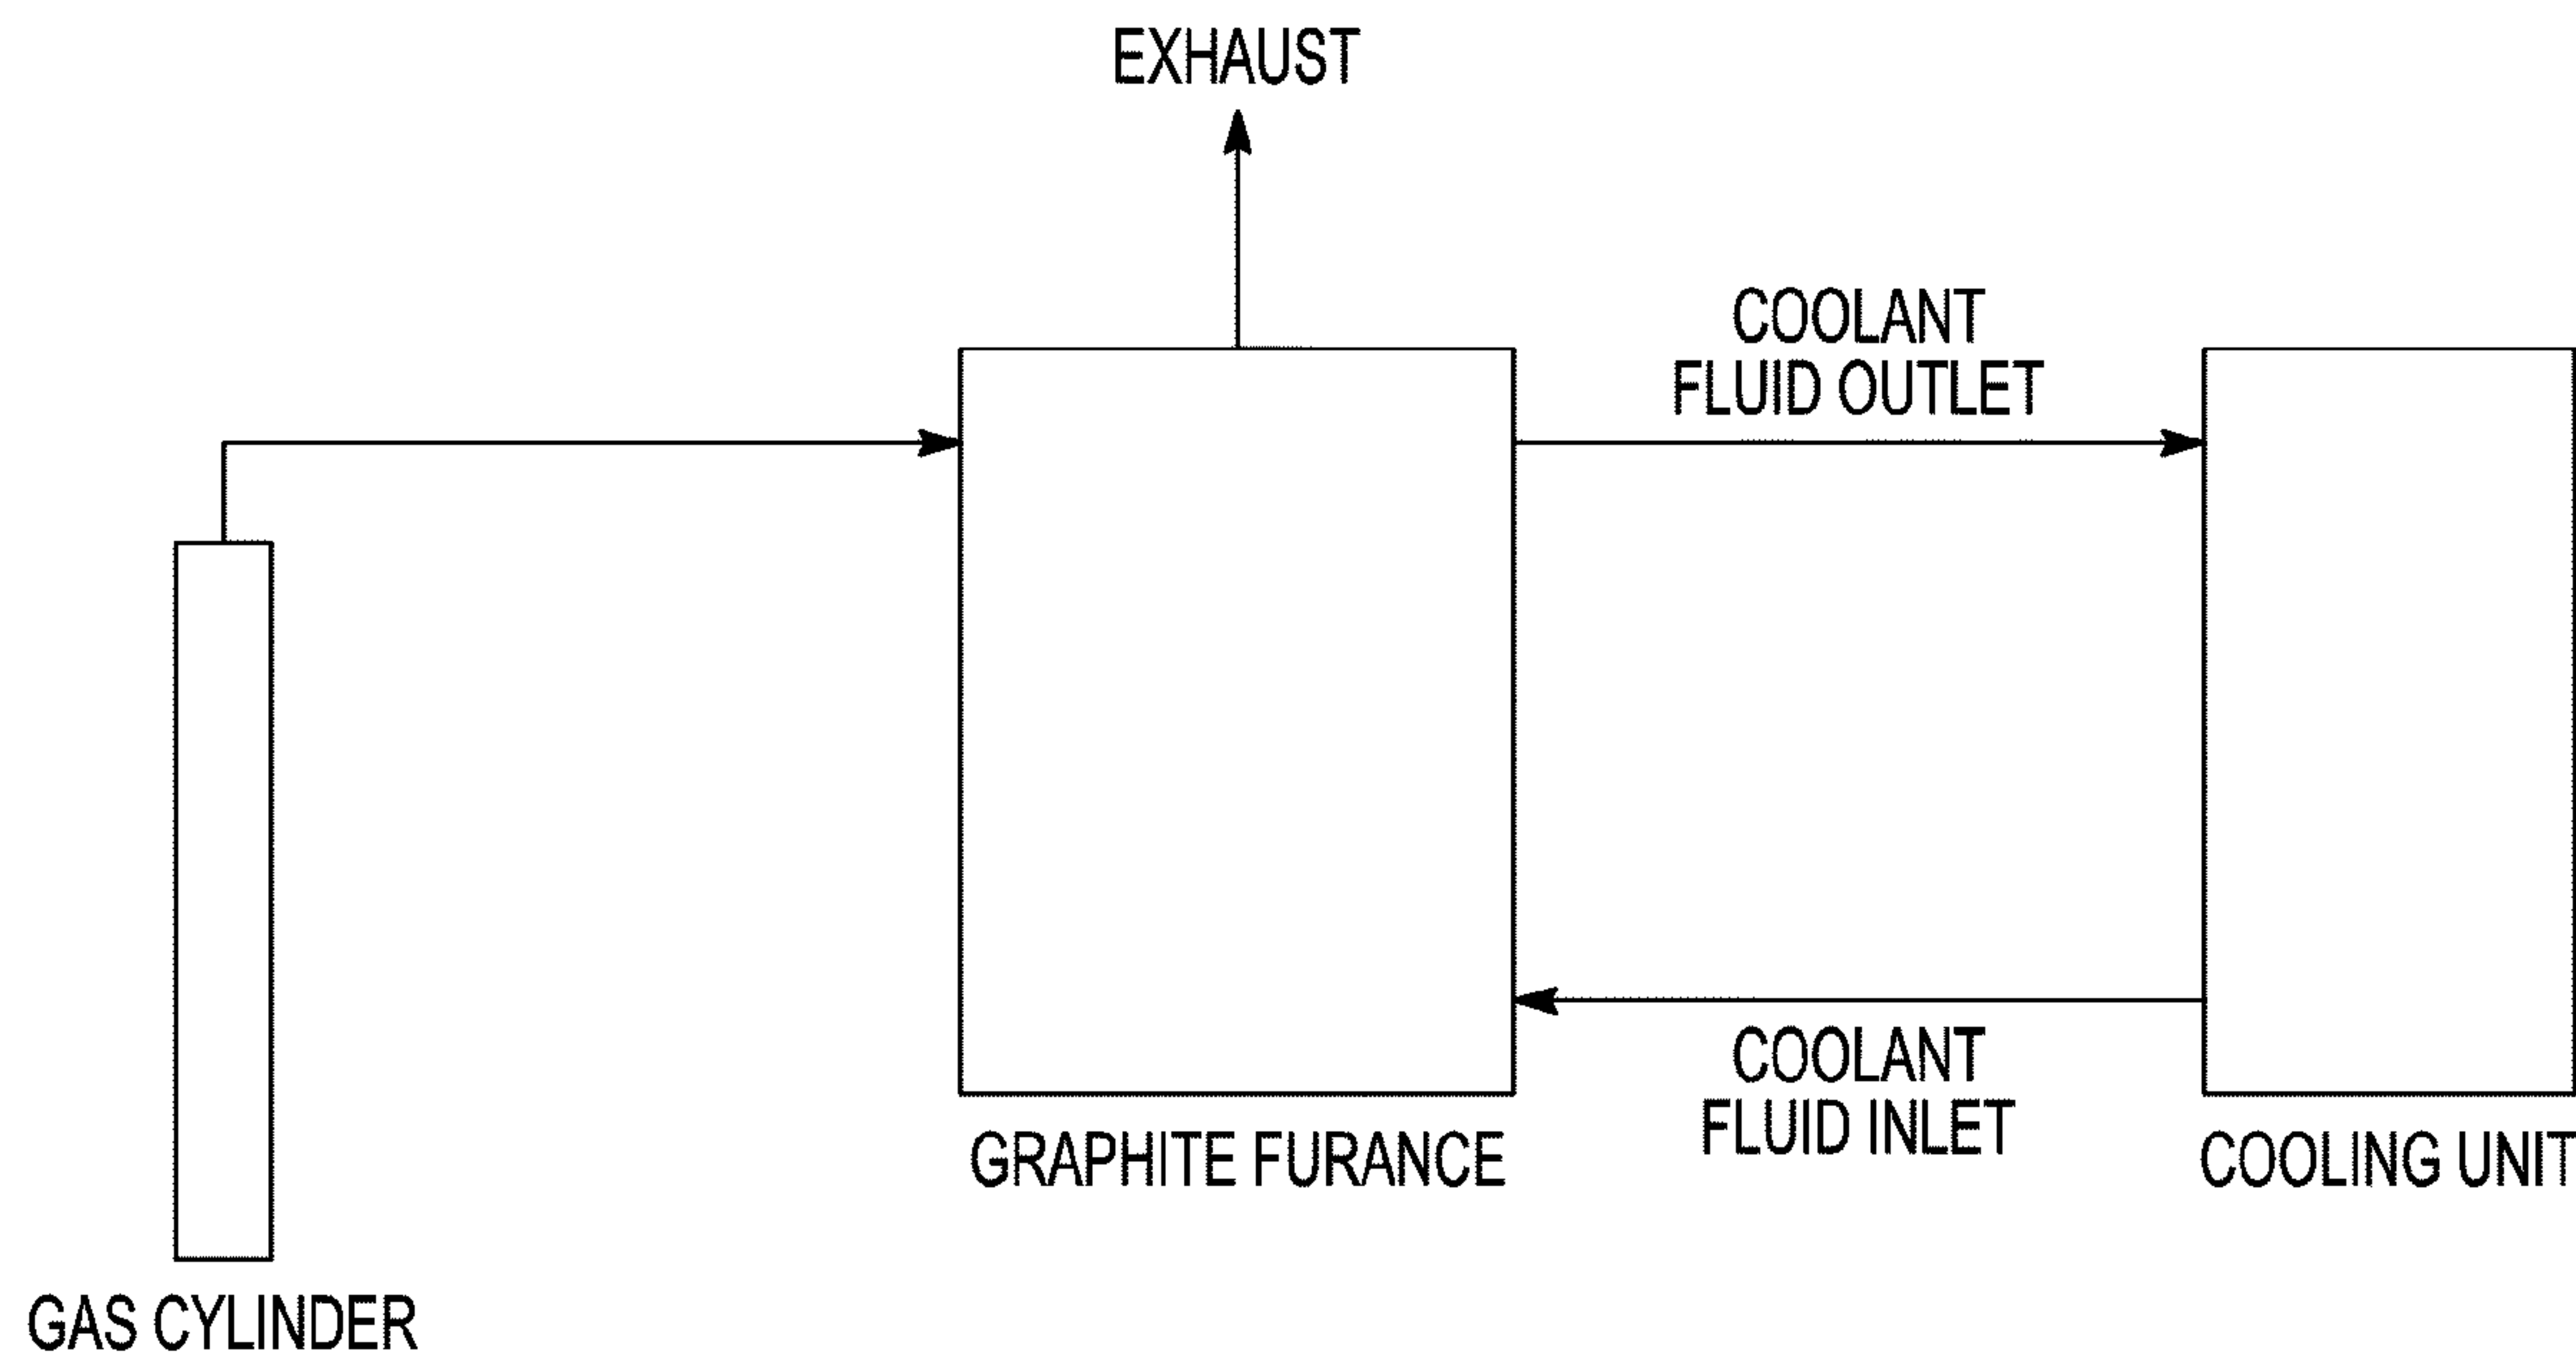 EXHAUST
COOLANT
FLUID OUTLET
COOLANT
FLUID INLET
GRAPHITE FURANCE
COOLING UNIT
GAS CYLINDER